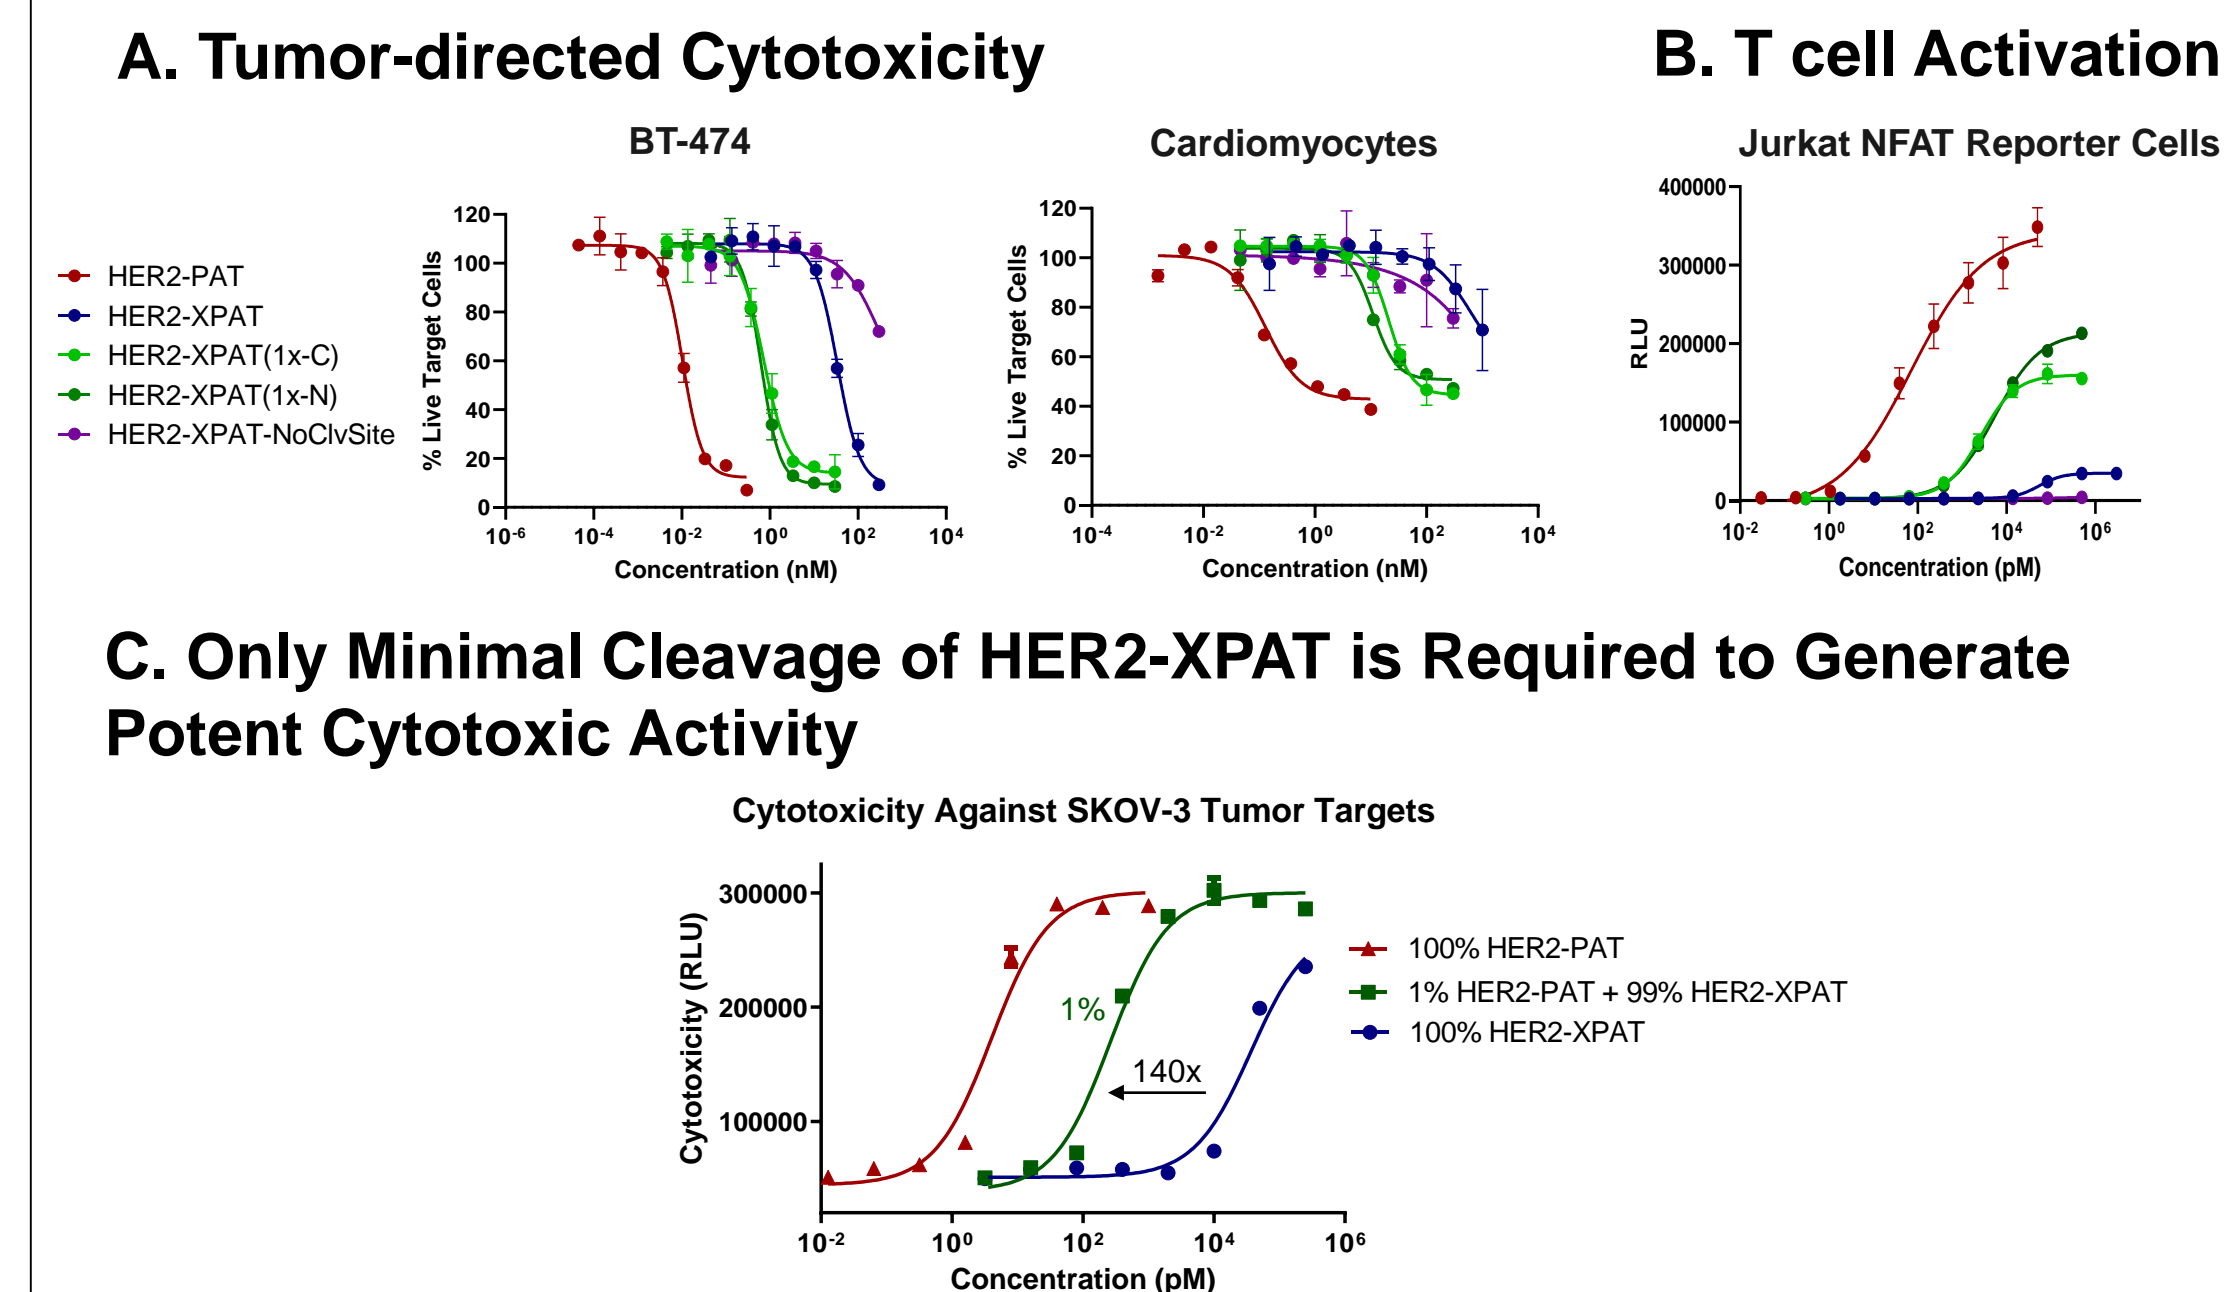 A. Tumor-directed Cytotoxicity
B. T cell Activation
BT-474
Cardiomyocytes
Jurkat NFAT Reporter Cells
HER2-PAT
HER2-XPAT
HER2-XPAT(1x-C)
HER2-XPAT(1x-N)
HER2-XPAT-NoClvSite
% Live Target Cells
120
100
80
60
40
20
0
10-6 10-4 10-2 100 102 104
Concentration (nM)
% Live Target Cells
120
100
80
60
40
20
0
10-4 10-2 100 102 104
Concentration (nM)
RLU
400000
300000
200000
100000
0
10-2 100 102 104 106
Concentration (pM)
C. Only Minimal Cleavage of HER2-XPAT is Required to Generate
Potent Cytotoxic Activity
Cytotoxicity Against SKOV-3 Tumor Targets
Cytotoxicity (RLU)
300000
200000
100000
1%
140x
10-2 100 102 104 106
Concentration (pM)
100% HER2-PAT
1% HER2-PAT + 99% HER2-XPAT
100% HER2-XPAT